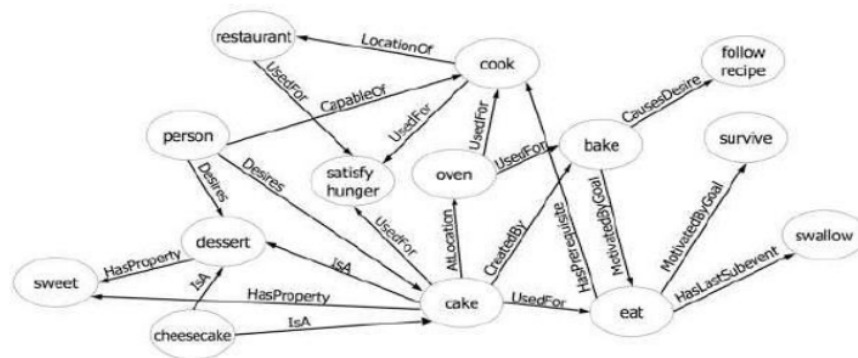 restaurant
LocationOf
cook
follow
recipe
UsedFor
CapableOf
UsedFor
UsedFor
CausesDesire
person
bake
survive
UsedFor
Desires
Desires
satisfy
hunger
oven
HasPrerequisite
MotivatedByGoal
MotivatedByGoal
dessert
UsedFor
AtLocation
CreatedBy
swallow
HasProperty
IsA
HasLastSubevent
sweet
HasProperty
cake
UsedFor
eat
IsA
cheesecake
IsA